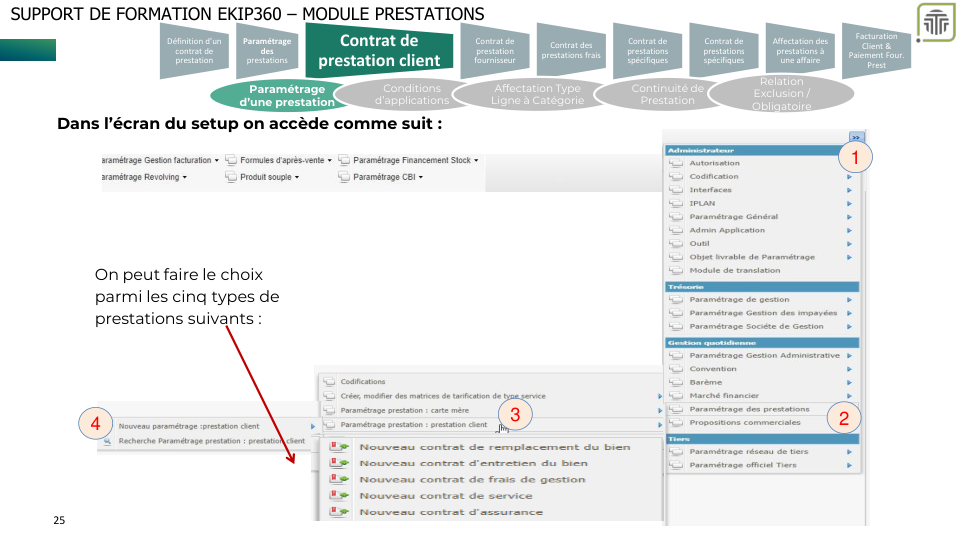 SUPPORT DE FORMATION EKIP360 – MODULE PRESTATIONS
Définition d'un
contrat de
prestation
Paramétrage
des
prestations
Contrat de
prestation client
Contrat de
prestation
fournisseur
Contrat des
prestations frais
Contrat de
prestations
spécifiques
Contrat de
prestations
spécifiques
Affectation des
prestations à
une affaire
Facturation
Client &
Paiement Four.
Prest
Paramétrage
d'une prestation
Conditions
d'applications
Affectation Type
Ligne à Catégorie
Continuité de
Prestation
Relation
Exclusion /
Obligatoire
Dans l'écran du setup on accède comme suit :
aramétrage Gestion facturation
Formules d'après-vente
Paramétrage Financement Stock
aramétrage Revolving
Produit souple
Paramétrage CBI
>>
1
Administrateur
Autorisation
Codification
Interfaces
IPLAN
Paramétrage Général
Admin Application
Outil
Objet livrable de Paramétrage
Module de translation
Trésorie
Paramétrage de gestion
Paramétrage Gestion des impayées
Paramétrage Sociéte de Gestion
Gestion quotidienne
Paramétrage Gestion Administrative
Convention
Barème
Marché financier
Paramétrage des prestations
Propositions commerciales
2
Tiers
Paramétrage réseau de tiers
Paramétrage officiel Tiers
On peut faire le choix
parmi les cinq types de
prestations suivants :
Codifications
Créer, modifier des matrices de tarification de type service
Paramétrage prestation : carte mère
Paramétrage prestation : prestation client
3
4
Nouveau paramétrage :prestation client
Recherche Paramétrage prestation : prestation client
Nouveau contrat de remplacement du bien
Nouveau contrat d'entretien du bien
Nouveau contrat de frais de gestion
Nouveau contrat de service
Nouveau contrat d'assurance
25